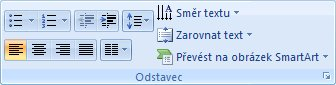 Směr textu
Zarovnat text
Převést na obrázek SmartArt
Odstavec